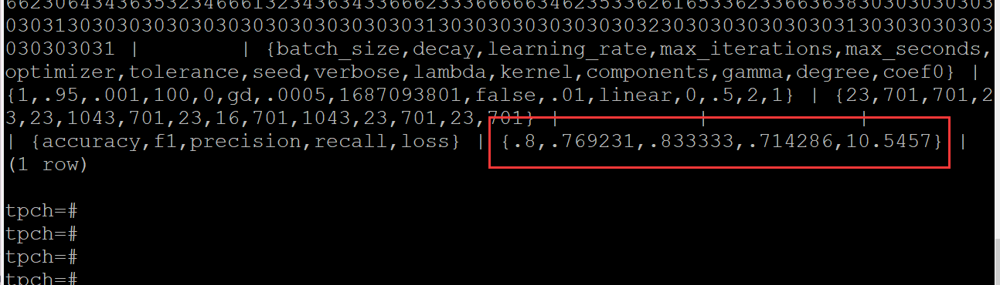 030313030303030303030303030303031303030303030303032303030303030303130303030303
030303031 |         | {batch_size,decay,learning_rate,max_iterations,max_seconds,
optimizer,tolerance,seed,verbose,lambda,kernel,components,gamma,degree,coef0} |
{1,.95,.001,100,0,gd,.0005,1687093801,false,.01,linear,0,.5,2,1} | {23,701,701,2
3,23,1043,701,23,16,701,1043,23,701,23,701} |            |             |
| {accuracy,f1,precision,recall,loss} | {.8,.769231,.833333,.714286,10.5457} |
(1 row)
tpch=#
tpch=#
tpch=#
tpch=#